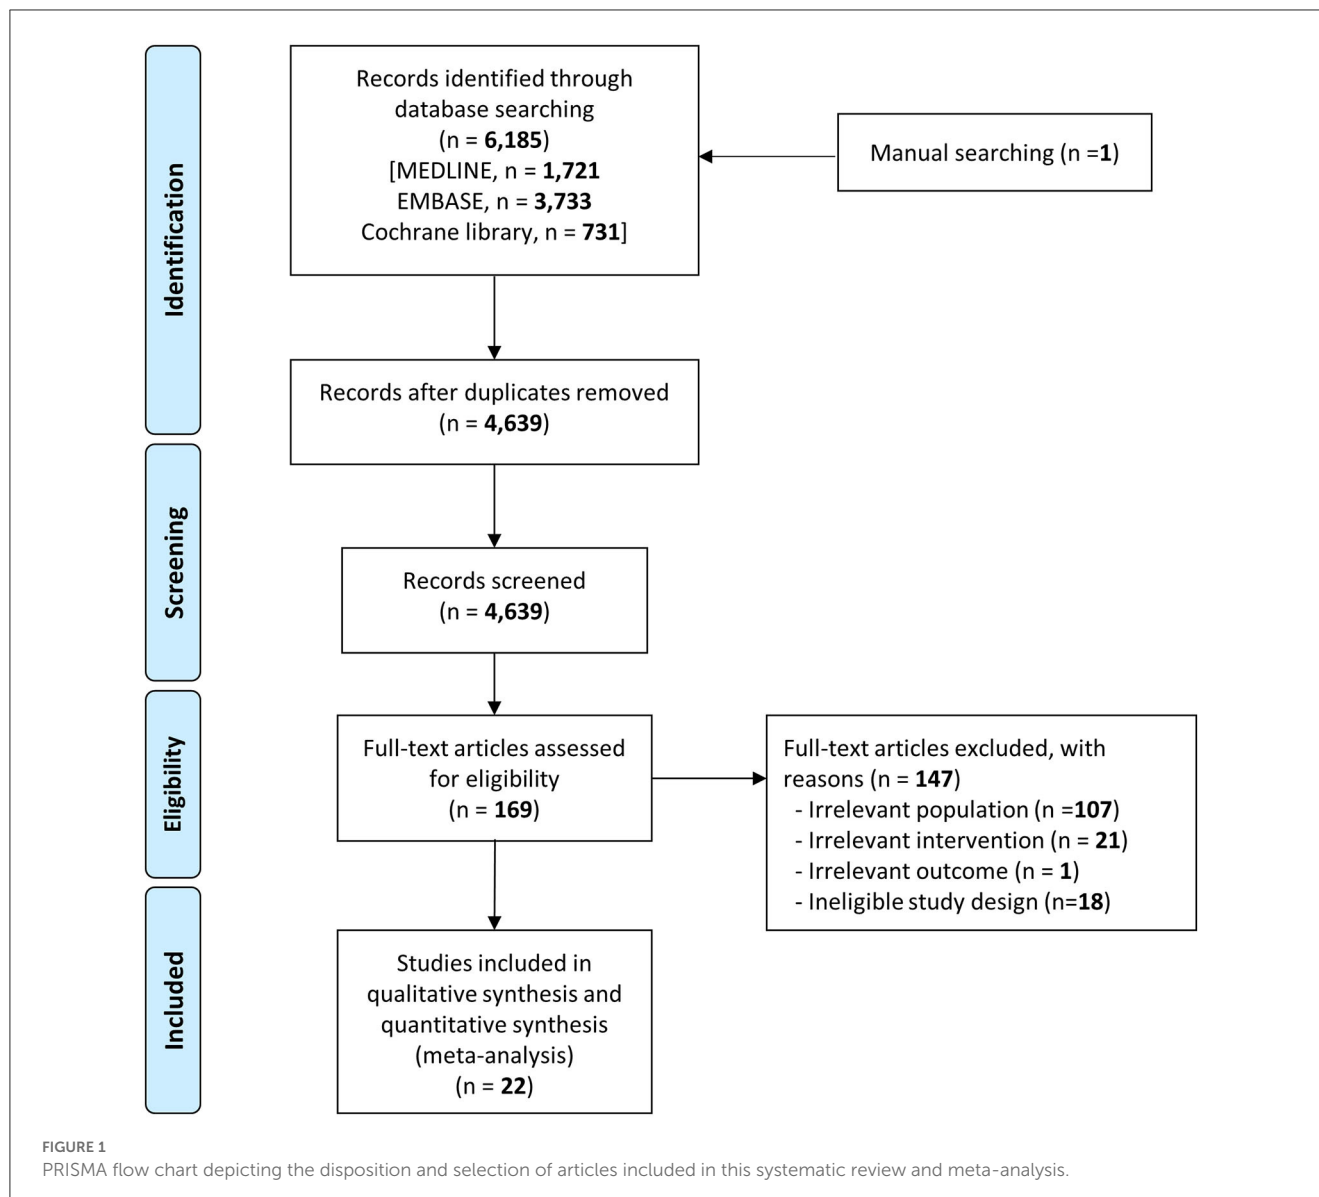 Identification
Records identified through
database searching
(n = 6,185)
[MEDLINE, n = 1,721
EMBASE, n = 3,733
Cochrane library, n = 731]
Manual searching (n =1)
Records after duplicates removed
(n = 4,639)
Screening
Records screened
(n = 4,639)
Eligibility
Full-text articles assessed
for eligibility
(n = 169)
Full-text articles excluded, with
reasons (n = 147)
- Irrelevant population (n =107)
- Irrelevant intervention (n = 21)
- Irrelevant outcome (n = 1)
- Ineligible study design (n=18)
Included
Studies included in
qualitative synthesis and
quantitative synthesis
(meta-analysis)
(n = 22)
FIGURE 1
PRISMA flow chart depicting the disposition and selection of articles included in this systematic review and meta-analysis.